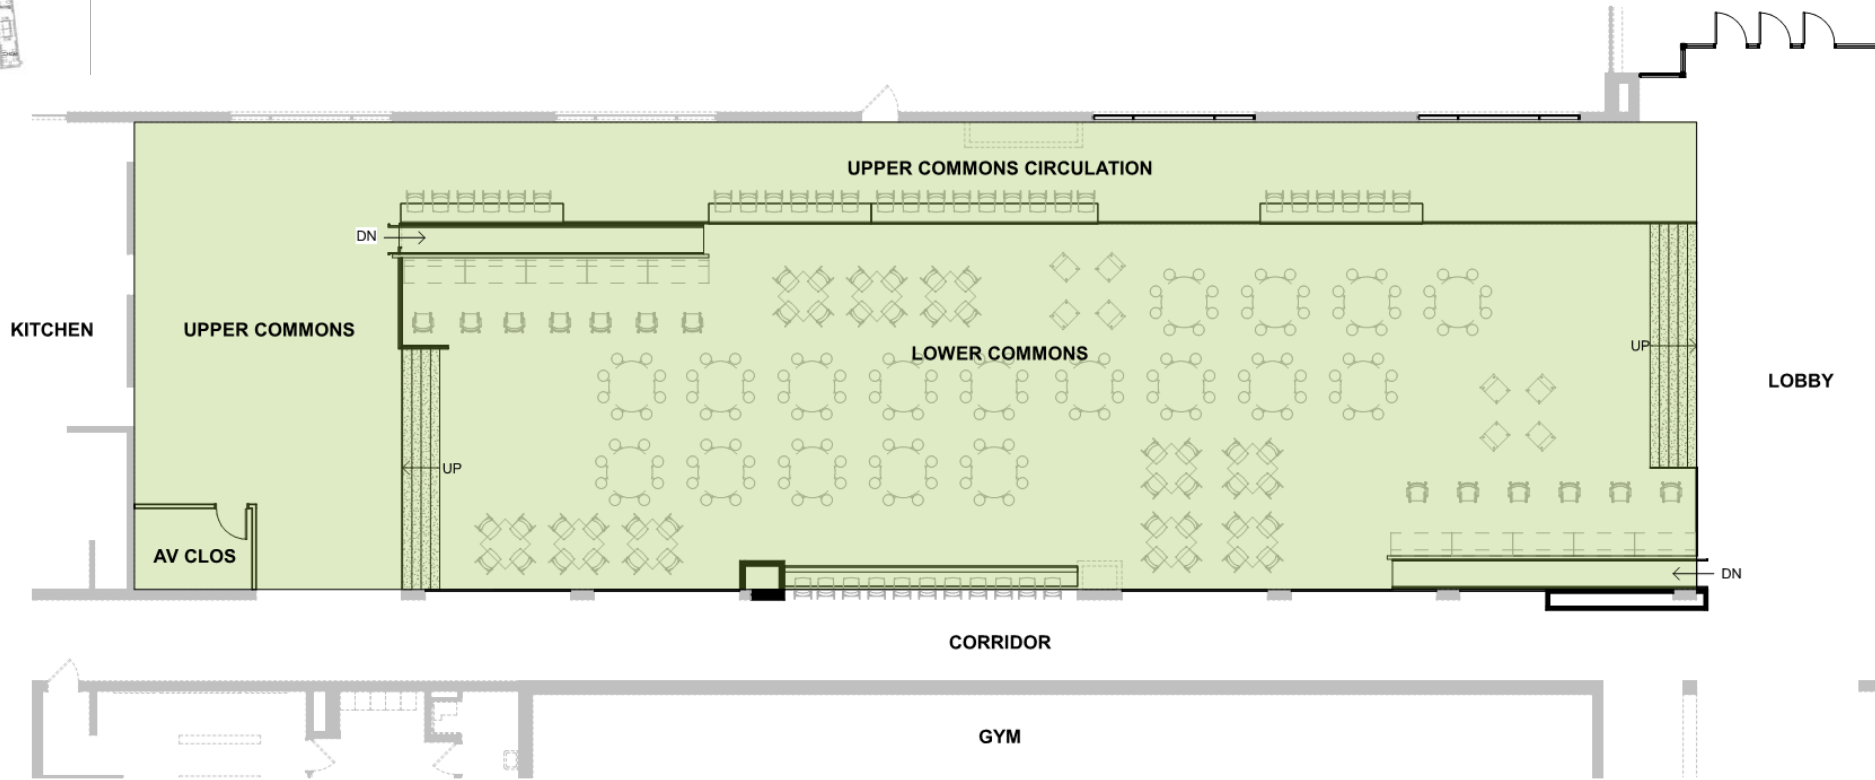 UPPER COMMONS CIRCULATION
DN
KITCHEN
UPPER COMMONS
LOWER COMMONS
UP
LOBBY
UP
AV CLOS
DN
CORRIDOR
GYM